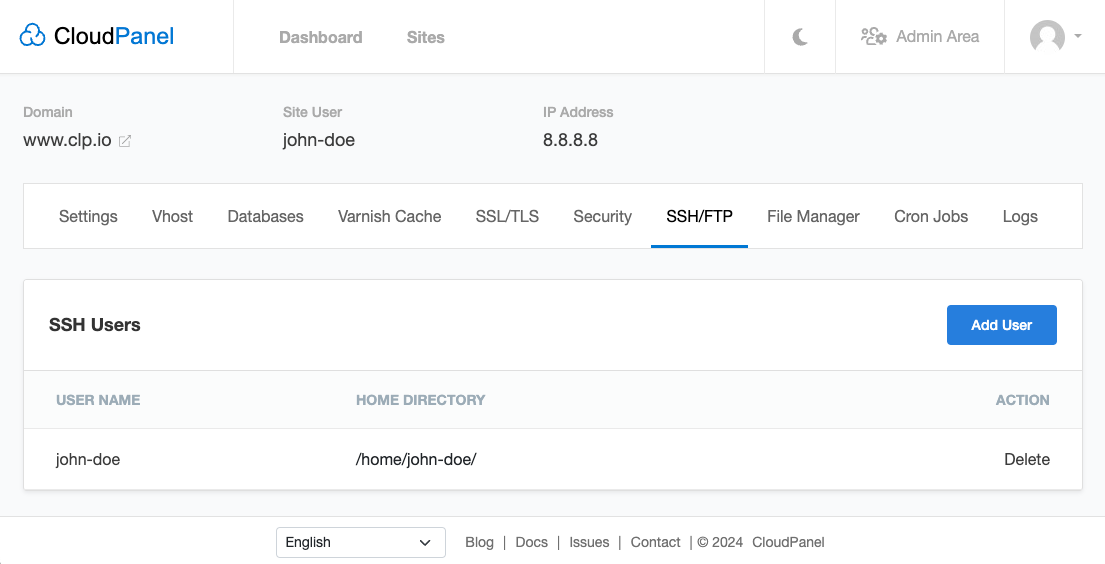 CloudPanel Dashboard Sites Admin Area
Domain Site User IP Address
www.clp.io john-doe 8.8.8.8
Settings Vhost Databases Varnish Cache SSL/TLS Security SSH/FTP File Manager Cron Jobs Logs
SSH Users Add User
USER NAME HOME DIRECTORY ACTION
john-doe /home/john-doe/ Delete
English Blog | Docs | Issues | Contact | © 2024 CloudPanel